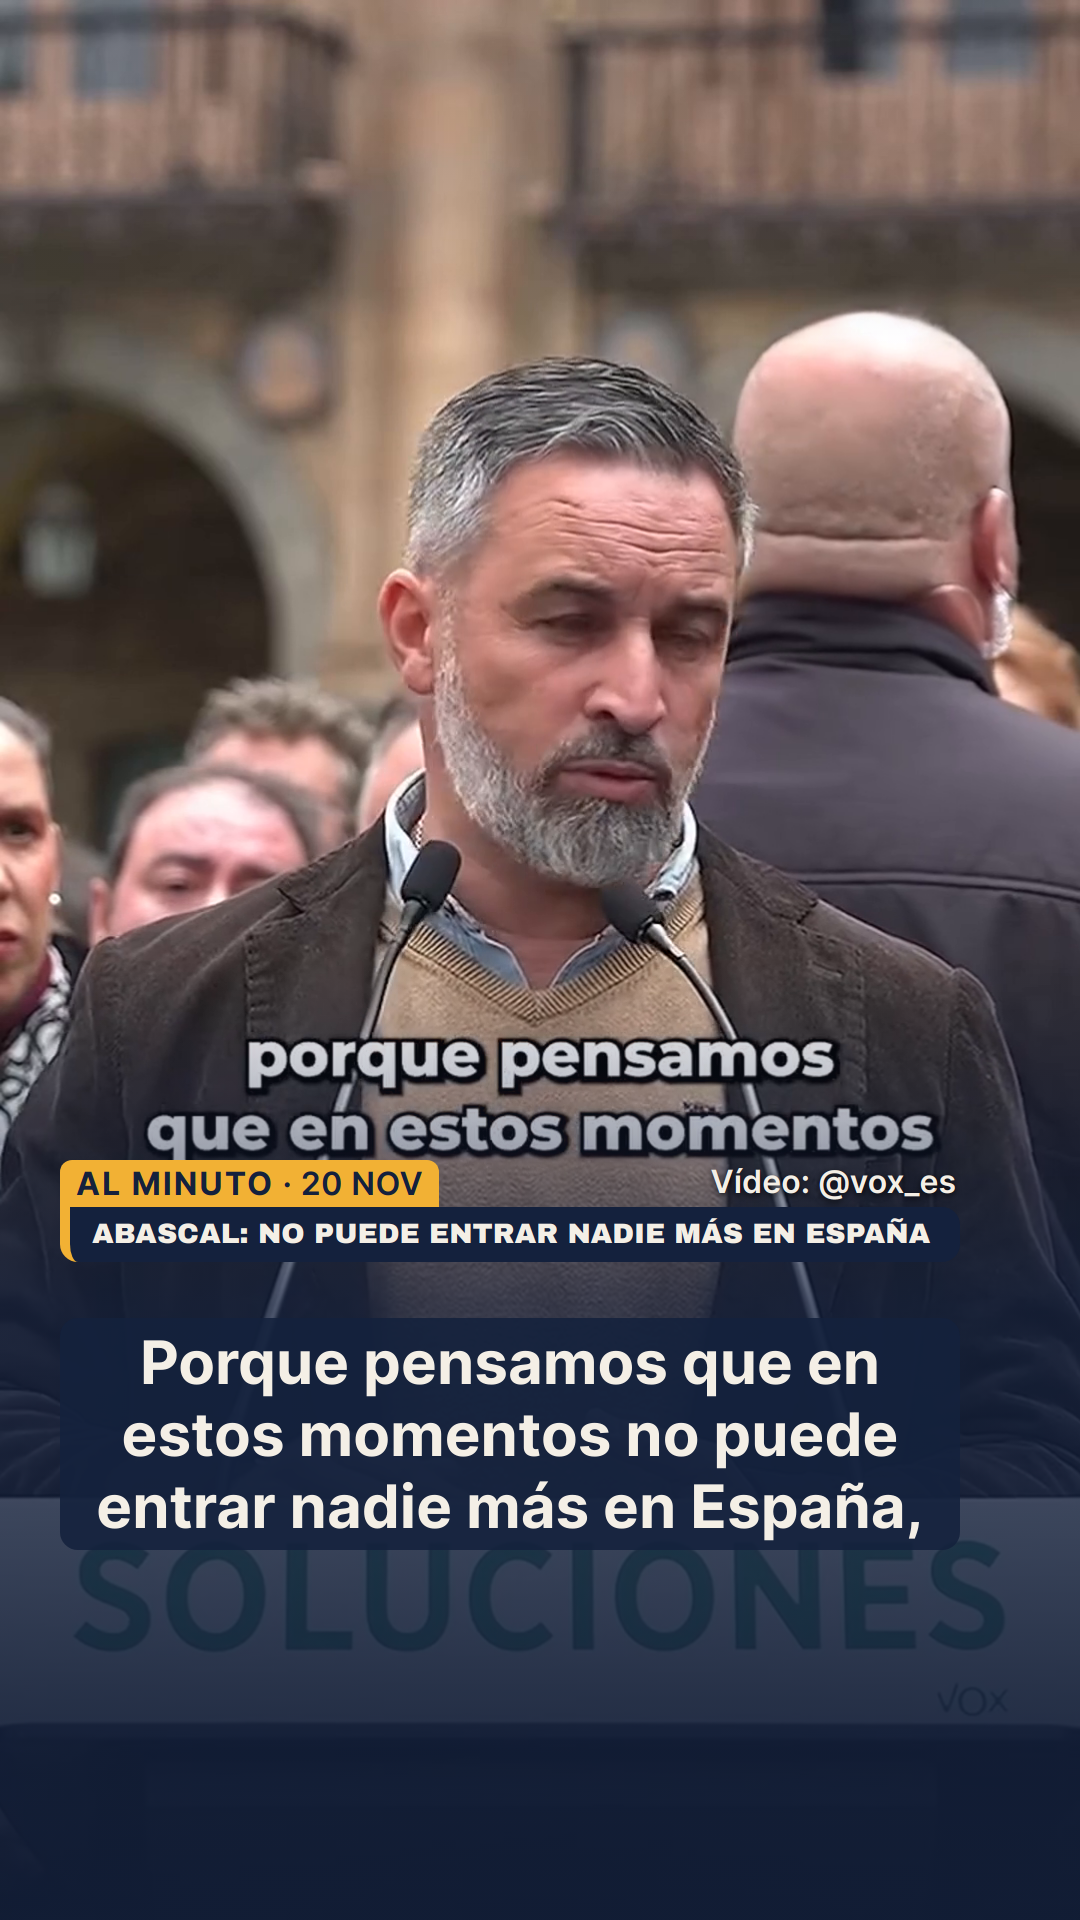 porque pensamos
que en estos momentos
AL MINUTO · 20 NOV
Vídeo: @vox_es
ABASCAL: NO PUEDE ENTRAR NADIE MÁS EN ESPAÑA
Porque pensamos que en
estos momentos no puede
entrar nadie más en España,
SOLUCIONES
VOX